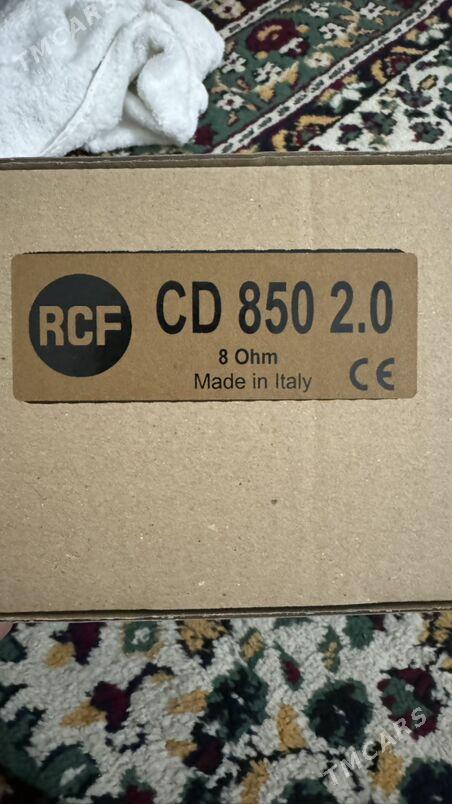 TMCARS
RCF
CD 850 2.0
8 Ohm
Made in Italy
CE
TMCARS